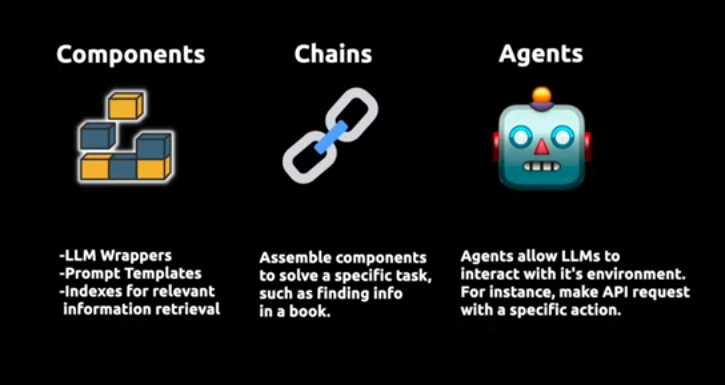 Components
Chains
Agents
-LLM Wrappers
-Prompt Templates
-Indexes for relevant
information retrieval
Assemble components
to solve a specific task,
such as finding info
in a book.
Agents allow LLMs to
interact with it's environment.
For instance, make API request
with a specific action.